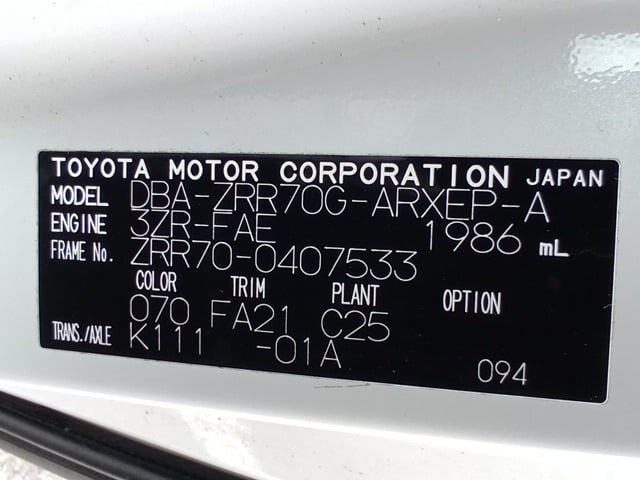 TOYOTA MOTOR CORPORATION JAPAN
MODEL DBA-ZRR70G-ARXEP-A
ENGINE 3ZR-FAE 1986 mL
FRAME No. ZRR70-0407533
COLOR TRIM PLANT OPTION
070 FA21 C25
TRANS./AXLE K111 -01A
094